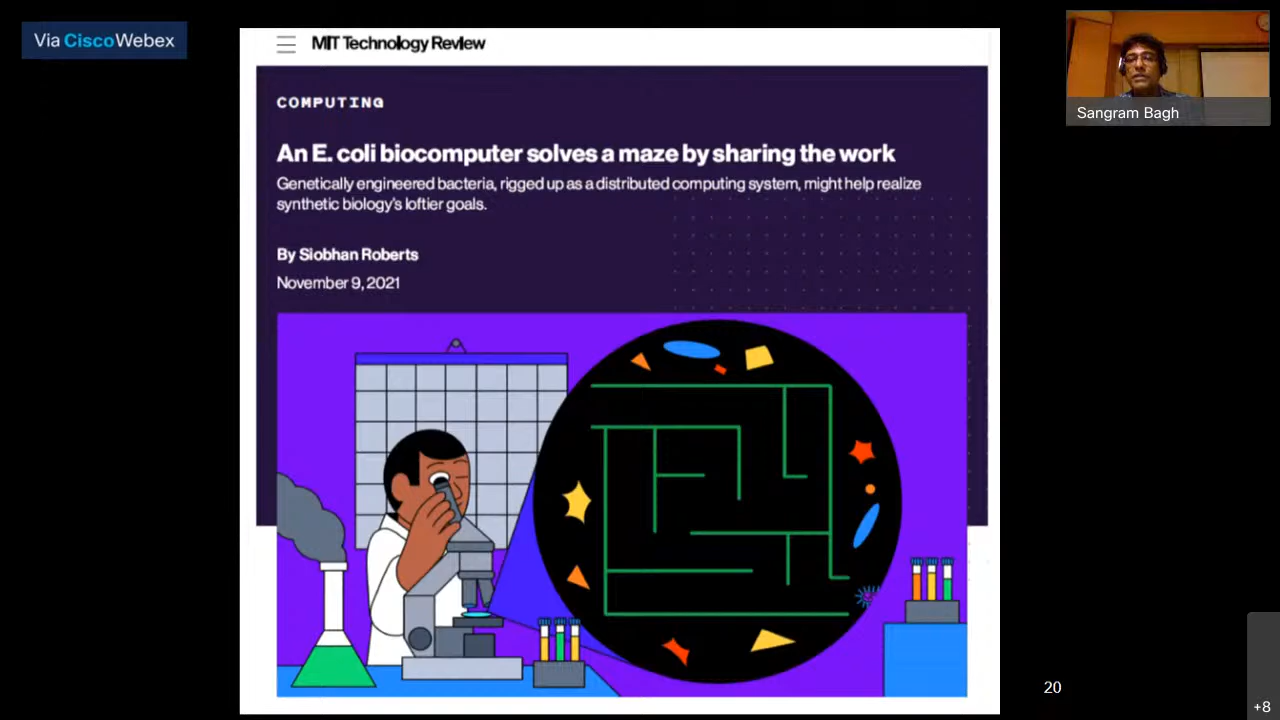 Via Cisco Webex
MIT Technology Review
COMPUTING
An E. coli biocomputer solves a maze by sharing the work
Genetically engineered bacteria, rigged up as a distributed computing system, might help realize
synthetic biology's loftier goals.
By Siobhan Roberts
November 9, 2021
Sangram Bagh
20
+8